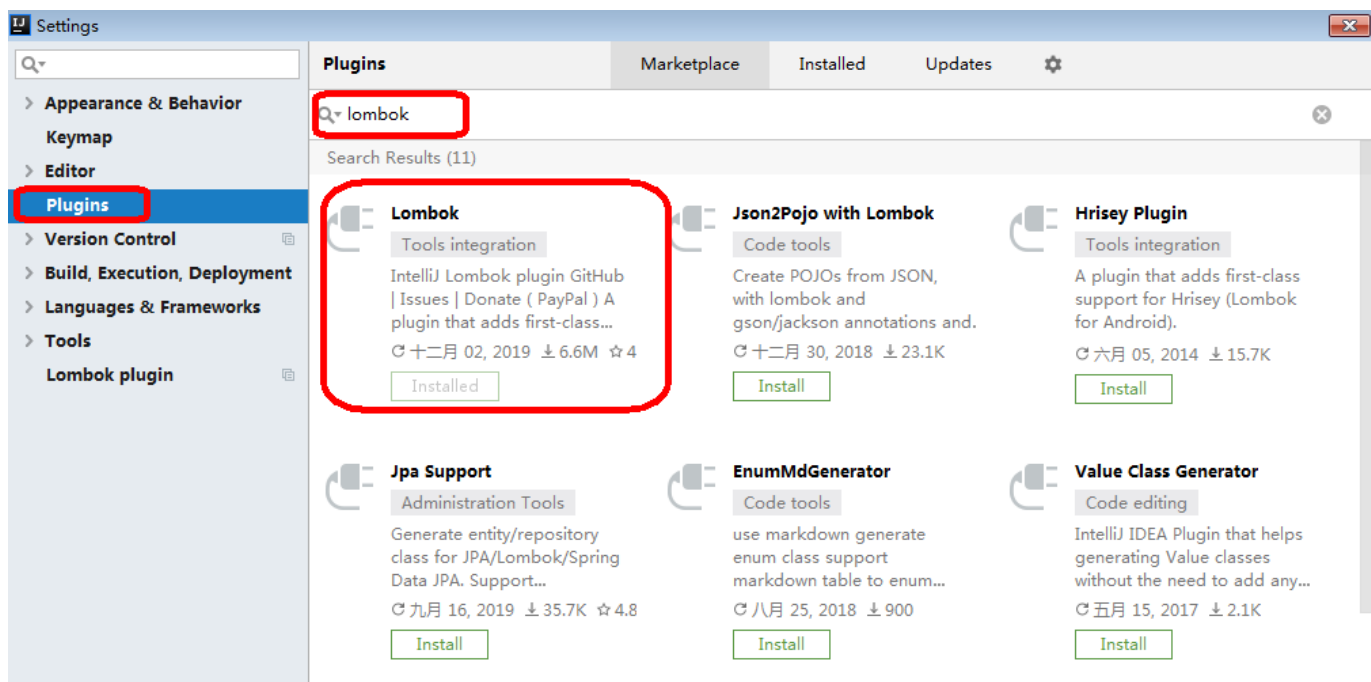 Settings
Plugins
Marketplace
Installed
Updates
Appearance & Behavior
Keymap
Editor
Plugins
Version Control
Build, Execution, Deployment
Languages & Frameworks
Tools
Lombok plugin
lombok
Search Results (11)
Lombok
Tools integration
IntelliJ Lombok plugin GitHub
| Issues | Donate ( PayPal ) A
plugin that adds first-class...
十二月 02, 2019 6.6M 4
Installed
Json2Pojo with Lombok
Code tools
Create POJOs from JSON,
with lombok and
gson/jackson annotations and.
十二月 30, 2018 23.1K
Install
Hrisey Plugin
Tools integration
A plugin that adds first-class
support for Hrisey (Lombok
for Android).
六月 05, 2014 15.7K
Install
Jpa Support
Administration Tools
Generate entity/repository
class for JPA/Lombok/Spring
Data JPA. Support...
九月 16, 2019 35.7K 4.8
Install
EnumMdGenerator
Code tools
use markdown generate
enum class support
markdown table to enum...
八月 25, 2018 900
Install
Value Class Generator
Code editing
IntelliJ IDEA Plugin that helps
generating Value classes
without the need to add any...
五月 15, 2017 2.1K
Install